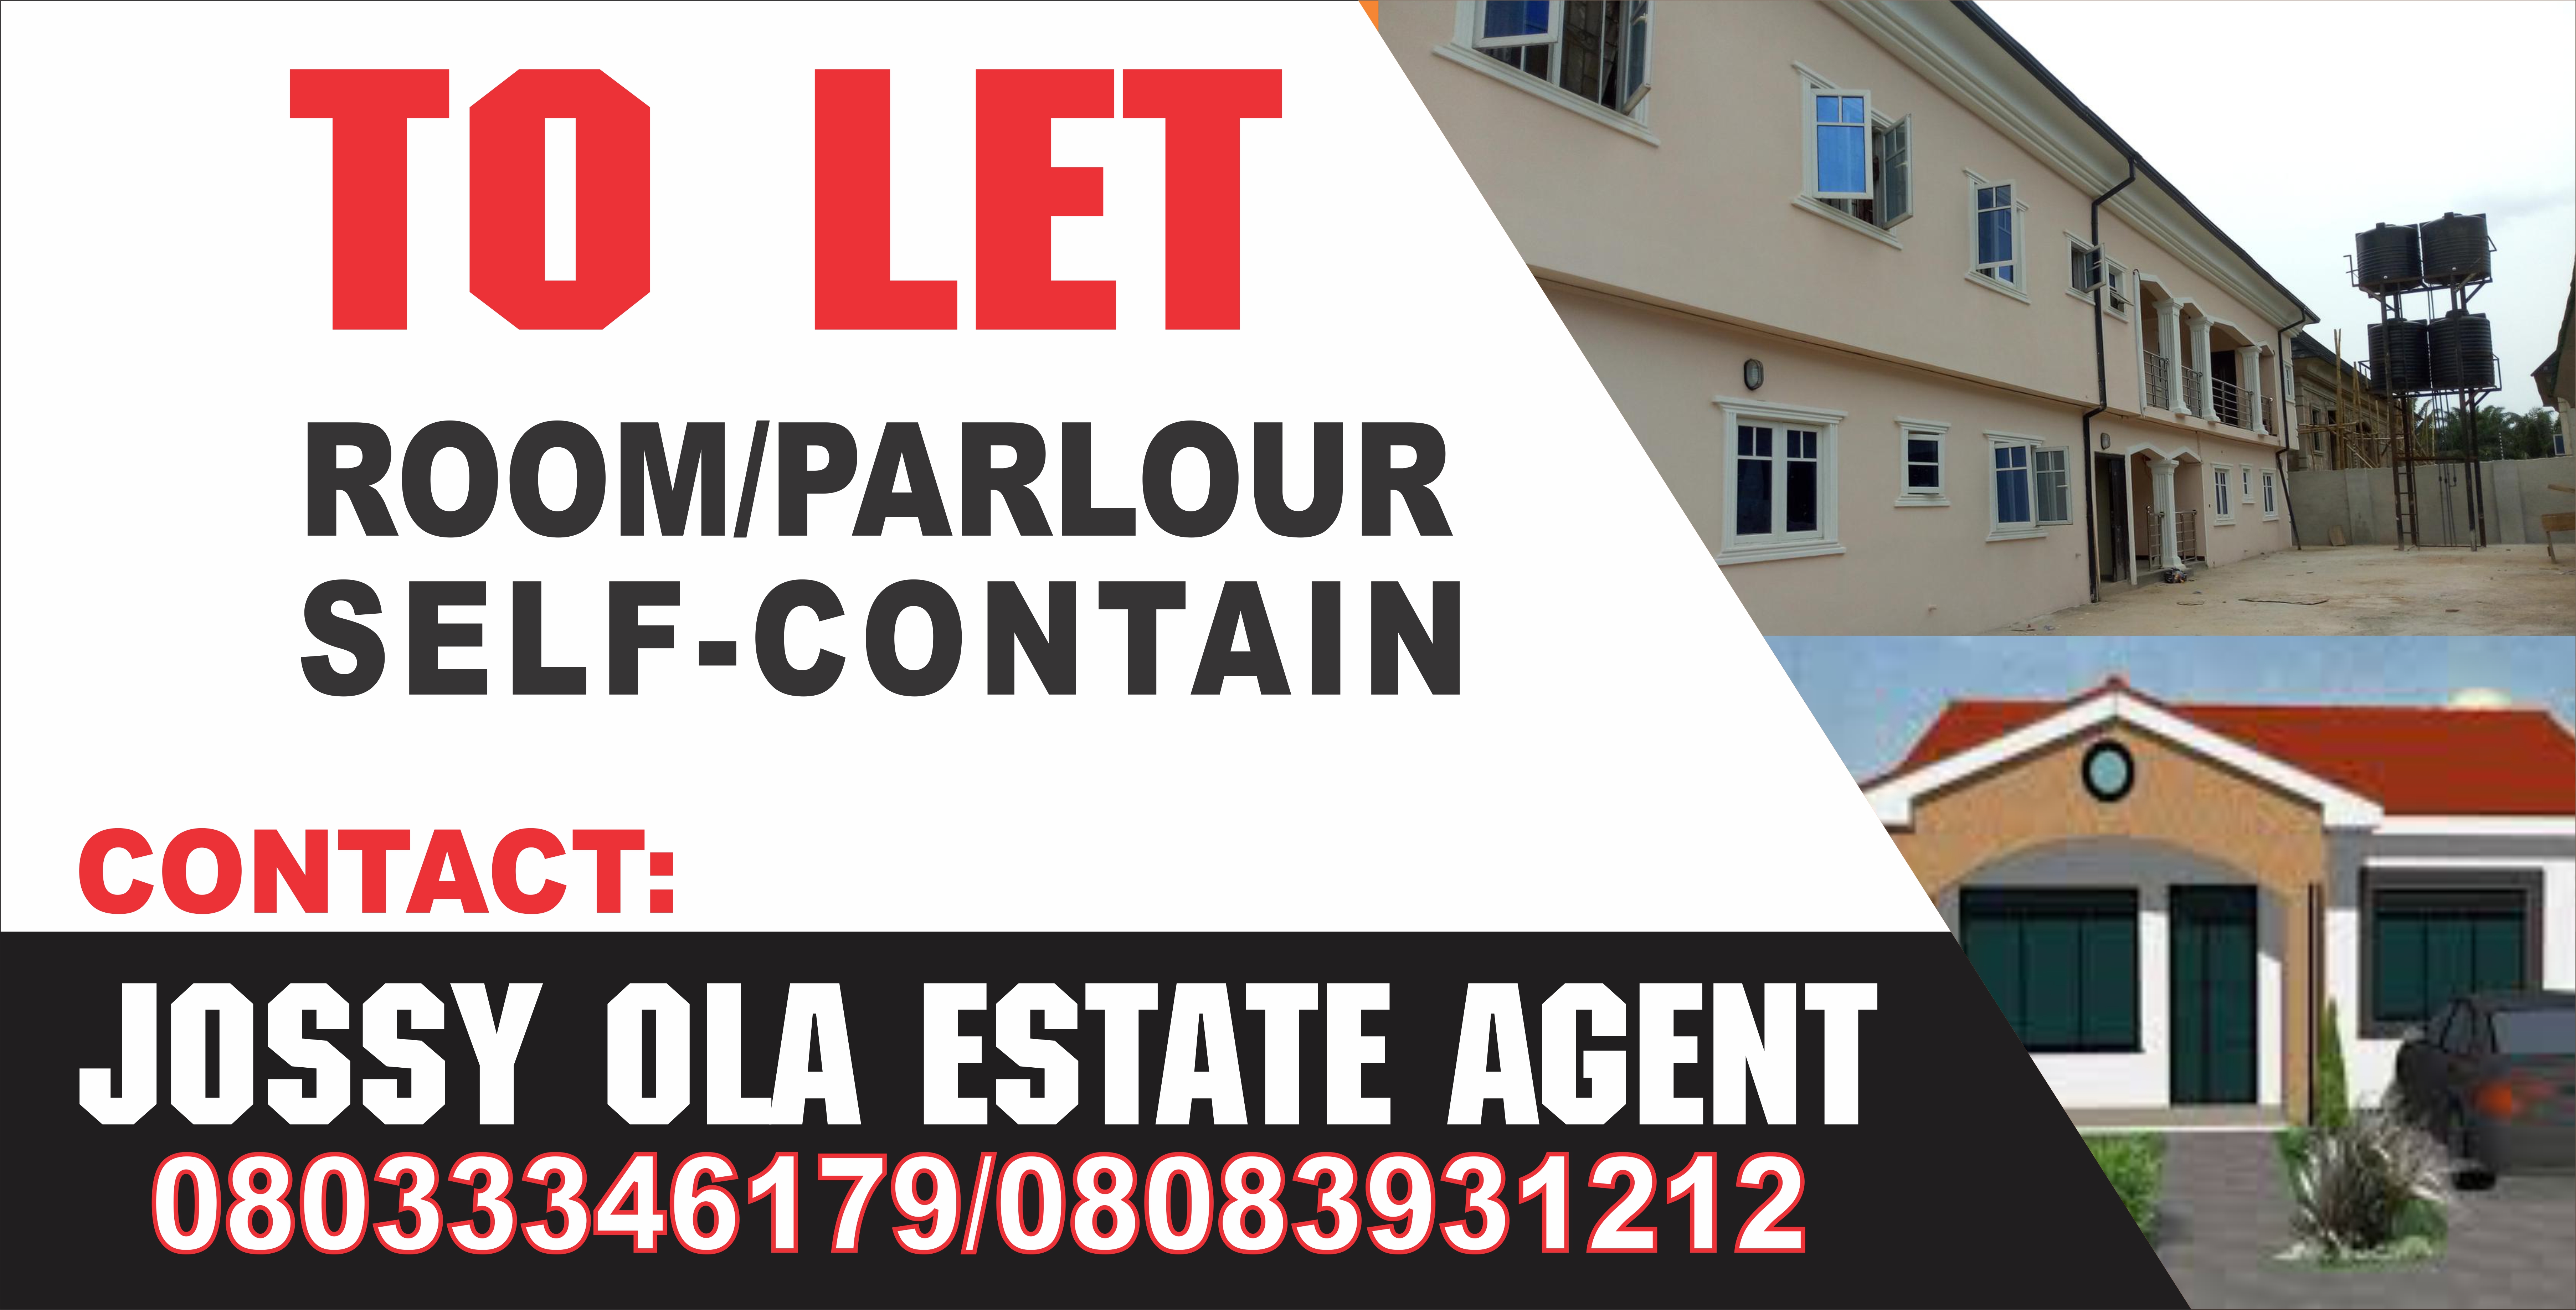 TO LET
ROOM/PARLOUR
SELF-CONTAIN
CONTACT:
JOSSY OLA ESTATE AGENT
08033346179/08083931212